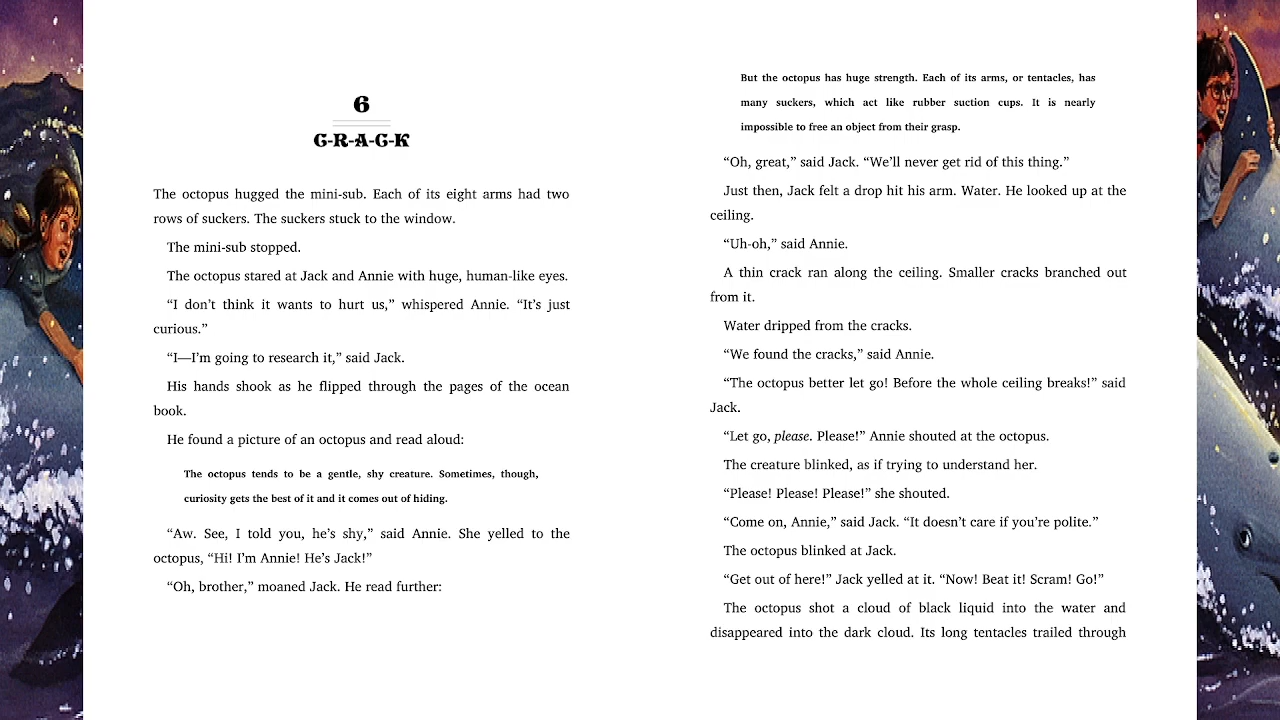 6
C-R-A-C-K
The octopus hugged the mini-sub. Each of its eight arms had two
rows of suckers. The suckers stuck to the window.
The mini-sub stopped.
The octopus stared at Jack and Annie with huge, human-like eyes.
“I don’t think it wants to hurt us,” whispered Annie. “It’s just
curious.”
“I—I’m going to research it,” said Jack.
His hands shook as he flipped through the pages of the ocean
book.
He found a picture of an octopus and read aloud:
The octopus tends to be a gentle, shy creature. Sometimes, though,
curiosity gets the best of it and it comes out of hiding.
“Aw. See, I told you, he’s shy,” said Annie. She yelled to the
octopus, “Hi! I’m Annie! He’s Jack!”
“Oh, brother,” moaned Jack. He read further:
But the octopus has huge strength. Each of its arms, or tentacles, has
many suckers, which act like rubber suction cups. It is nearly
impossible to free an object from their grasp.
“Oh, great,” said Jack. “We’ll never get rid of this thing.”
Just then, Jack felt a drop hit his arm. Water. He looked up at the
ceiling.
“Uh-oh,” said Annie.
A thin crack ran along the ceiling. Smaller cracks branched out
from it.
Water dripped from the cracks.
“We found the cracks,” said Annie.
“The octopus better let go! Before the whole ceiling breaks!” said
Jack.
“Let go, please. Please!” Annie shouted at the octopus.
The creature blinked, as if trying to understand her.
“Please! Please! Please!” she shouted.
“Come on, Annie,” said Jack. “It doesn’t care if you’re polite.”
The octopus blinked at Jack.
“Get out of here!” Jack yelled at it. “Now! Beat it! Scram! Go!”
The octopus shot a cloud of black liquid into the water and
disappeared into the dark cloud. Its long tentacles trailed through